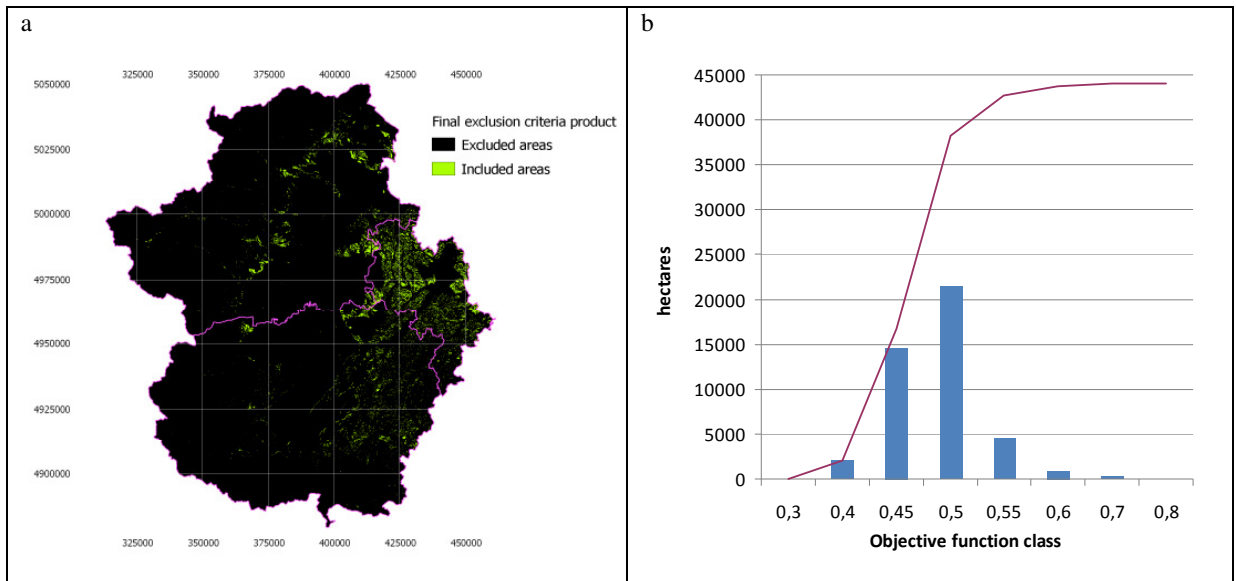 a
325000 350000 375000 400000 425000 450000
5050000
Final exclusion criteria product
Excluded areas
5025000
Included areas
5000000
4975000
4950000
4925000
4900000
325000 350000 375000 400000 425000 450000
b
45000
40000
35000
30000
25000
20000
15000
10000
5000
0
hectares
0,3 0,4 0,45 0,5 0,55 0,6 0,7 0,8
Objective function class